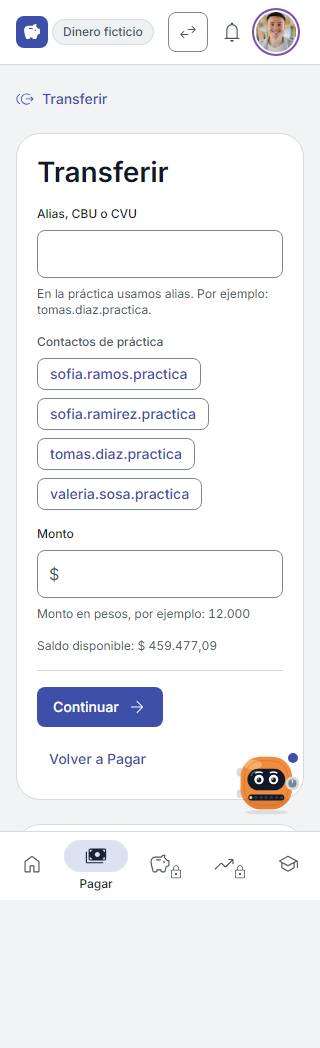 Dinero ficticio
Transferir
Transferir
Alias, CBU o CVU
En la práctica usamos alias. Por ejemplo:
tomas.diaz.practica.
Contactos de práctica
sofia.ramos.practica
sofia.ramirez.practica
tomas.diaz.practica
valeria.sosa.practica
Monto
$
Monto en pesos, por ejemplo: 12.000
Saldo disponible: $ 459.477,09
Continuar
Volver a Pagar
Pagar